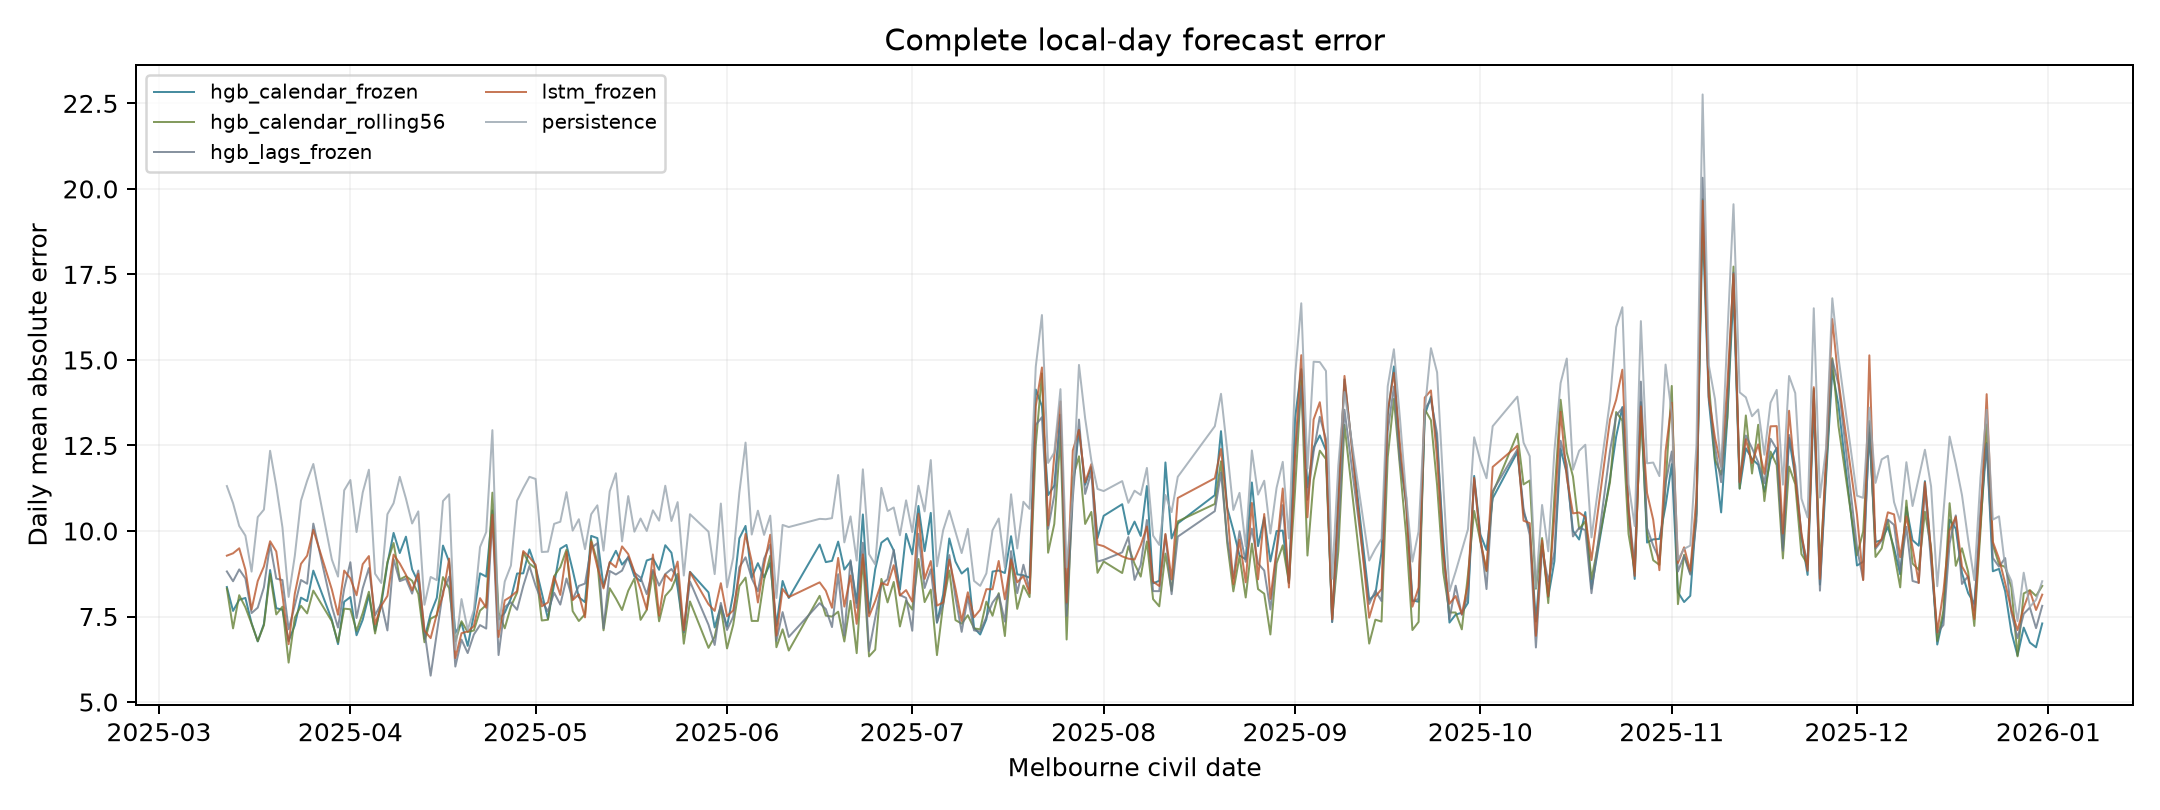 Complete local-day forecast error
hgb_calendar_frozen
hgb_calendar_rolling56
hgb_lags_frozen
lstm_frozen
persistence
Daily mean absolute error
22.5
20.0
17.5
15.0
12.5
10.0
7.5
5.0
2025-03 2025-04 2025-05 2025-06 2025-07 2025-08 2025-09 2025-10 2025-11 2025-12 2026-01
Melbourne civil date